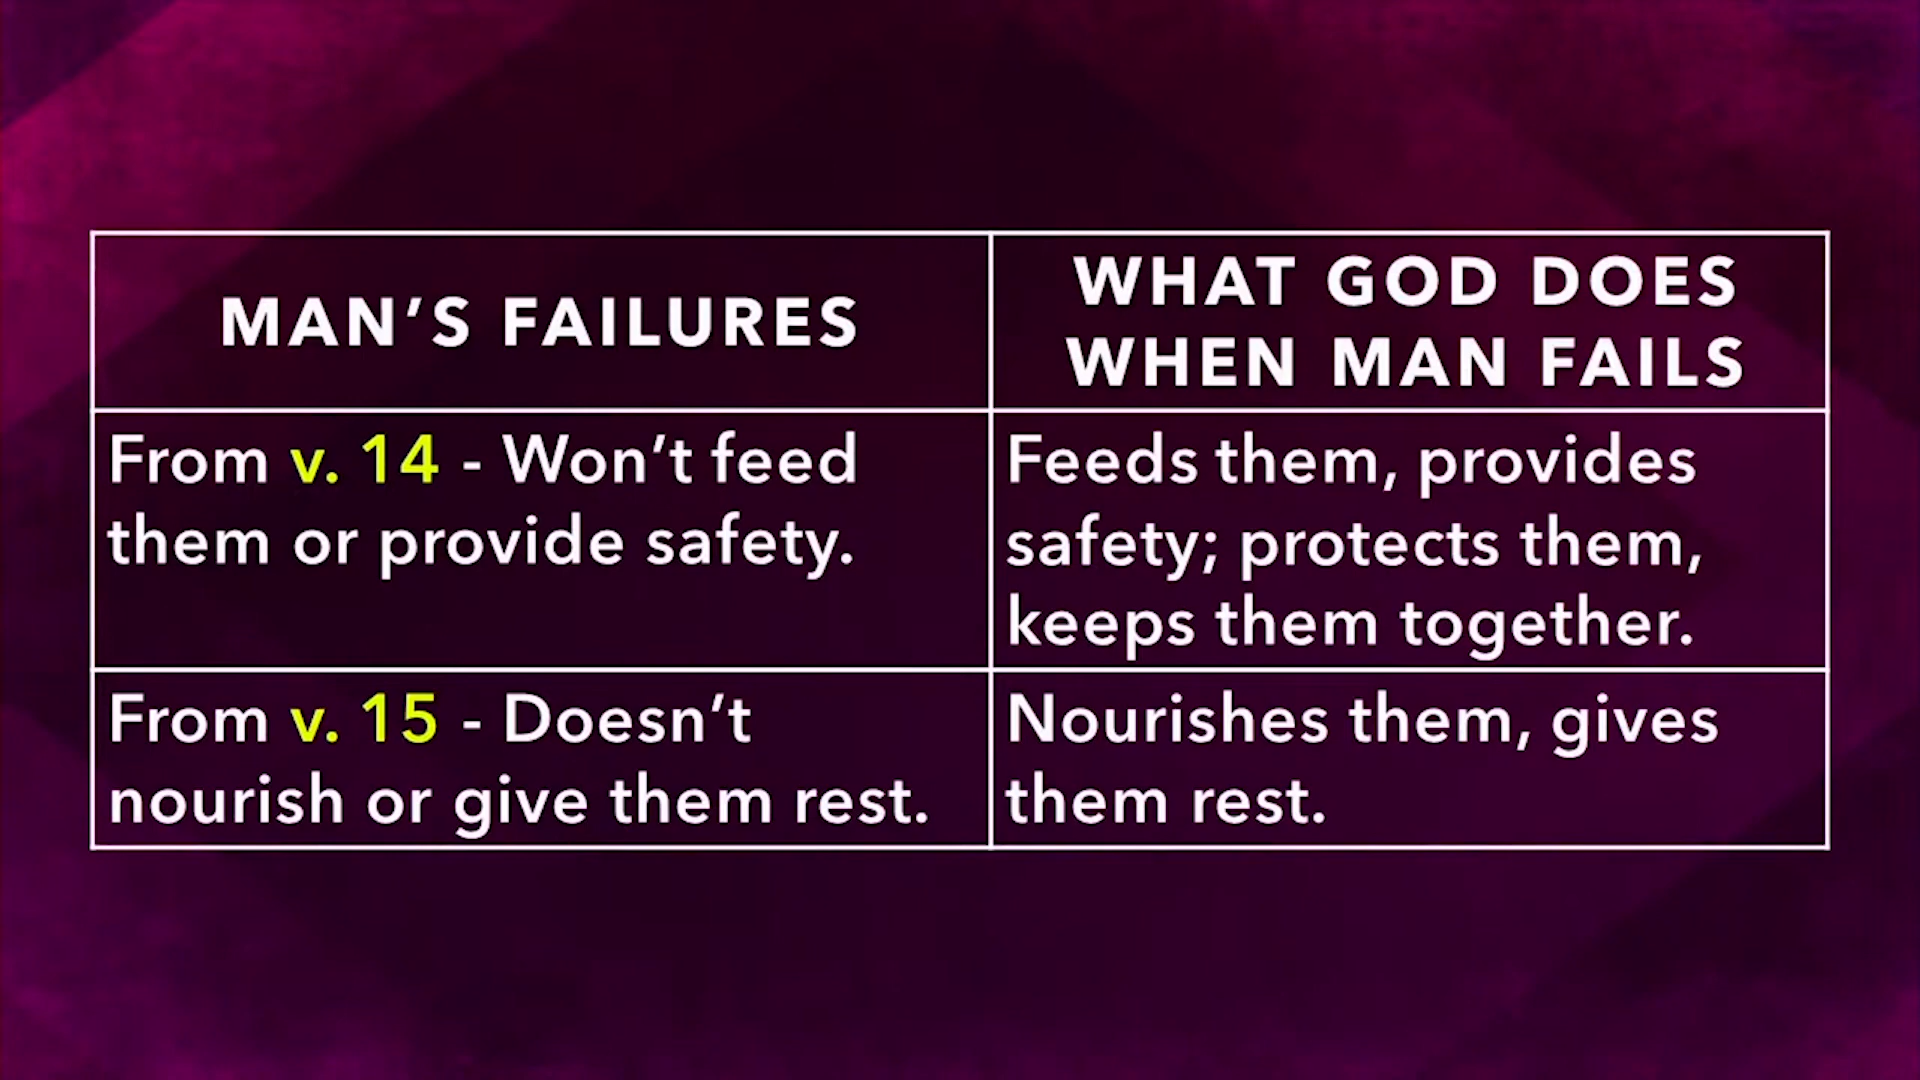 MAN’S FAILURES
WHAT GOD DOES
WHEN MAN FAILS
From v. 14 - Won’t feed
them or provide safety.
Feeds them, provides
safety; protects them,
keeps them together.
From v. 15 - Doesn’t
nourish or give them rest.
Nourishes them, gives
them rest.